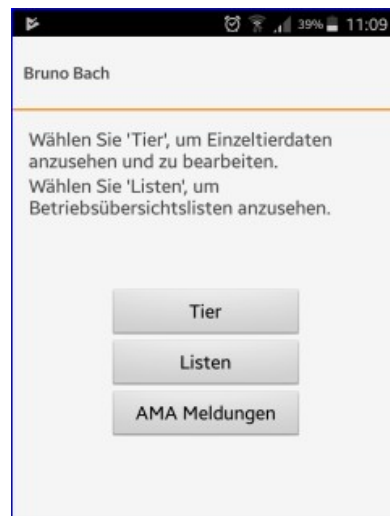 39% 11:09
Bruno Bach
Wählen Sie 'Tier', um Einzeltierdaten
anzusehen und zu bearbeiten.
Wählen Sie 'Listen', um
Betriebsübersichtslisten anzusehen.
Tier
Listen
AMA Meldungen